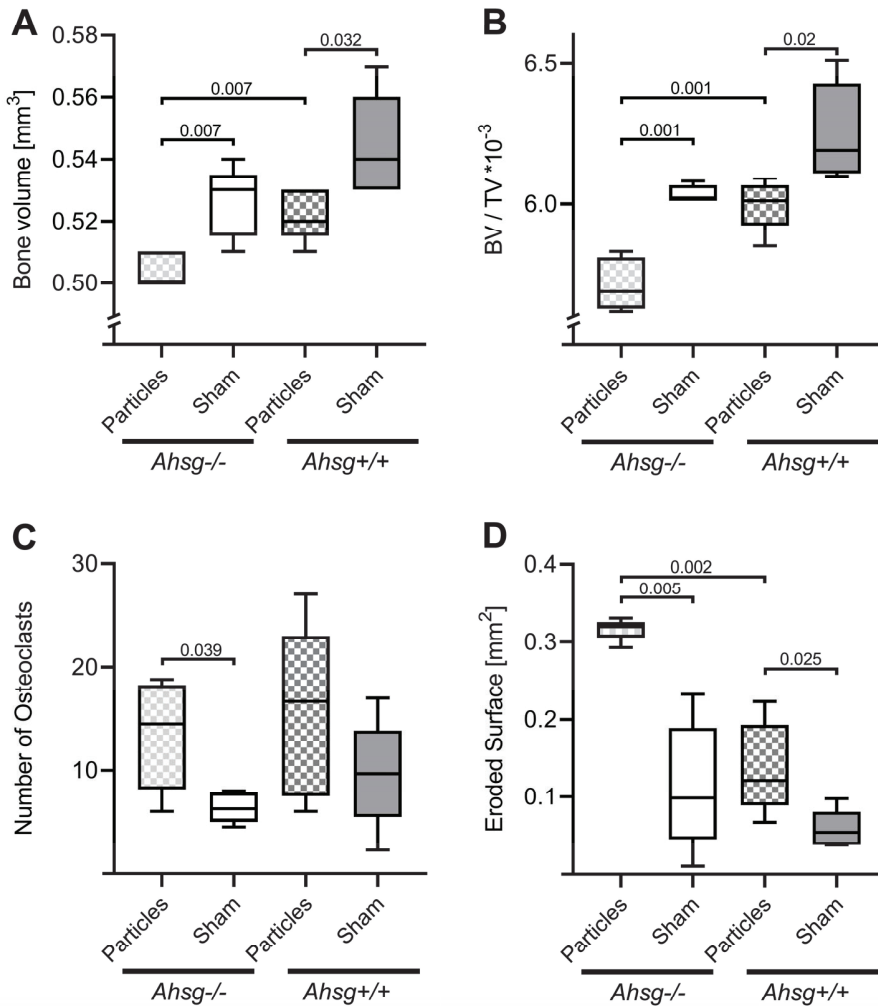 A
Bone volume [mm³]
0.58
0.56
0.54
0.52
0.50
0.007
0.007
0.032
Particles
Sham
Particles
Sham
Ahsg-/-
Ahsg+/+
B
BV / TV *10⁻³
6.5
6.0
0.001
0.001
0.02
Particles
Sham
Particles
Sham
Ahsg-/-
Ahsg+/+
C
Number of Osteoclasts
30
20
10
0.039
Particles
Sham
Particles
Sham
Ahsg-/-
Ahsg+/+
D
Eroded Surface [mm²]
0.4
0.3
0.2
0.1
0.002
0.005
0.025
Particles
Sham
Particles
Sham
Ahsg-/-
Ahsg+/+